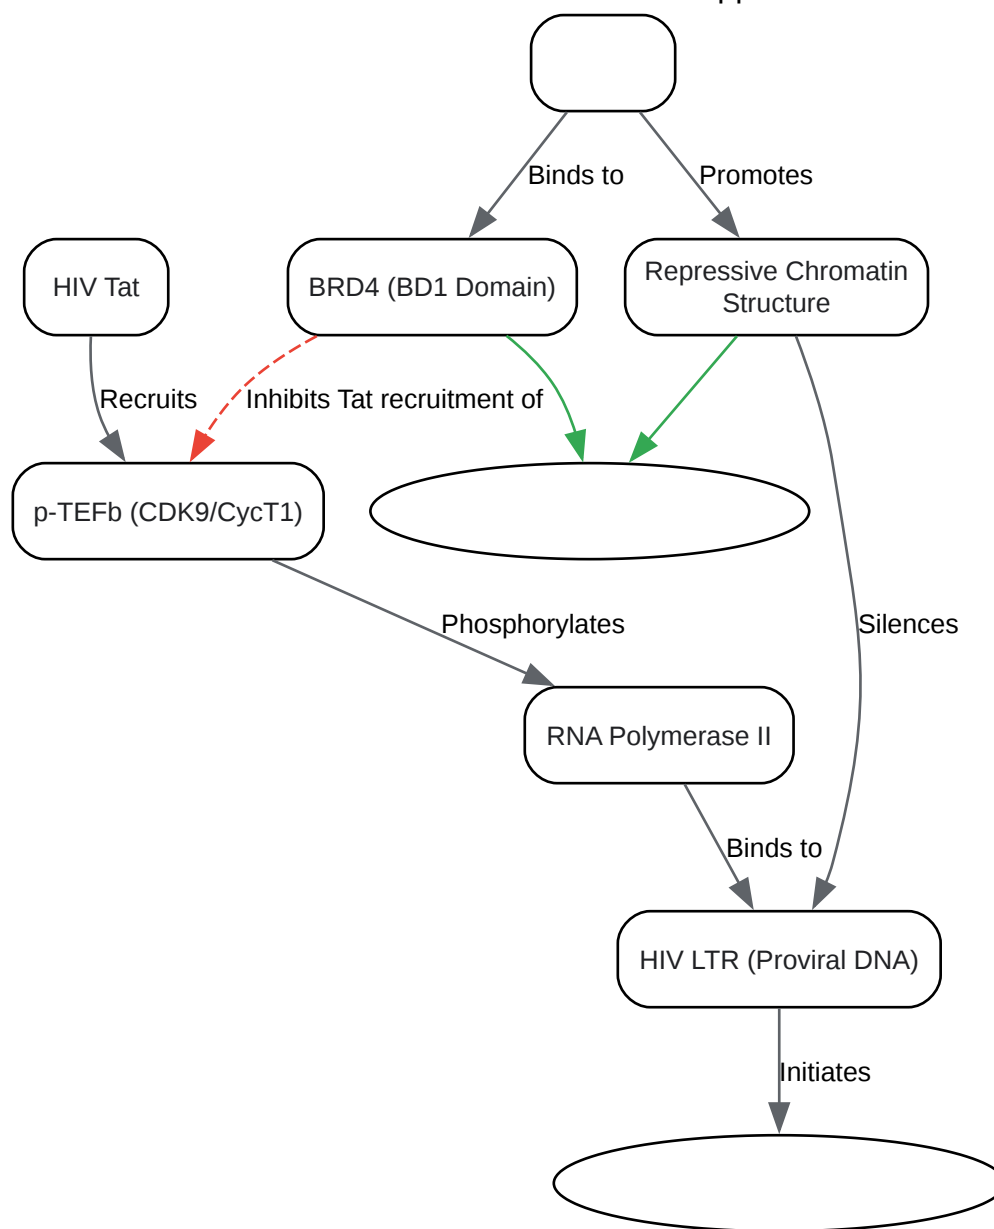 Binds to
Promotes
HIV Tat
BRD4 (BD1 Domain)
Repressive Chromatin
Structure
Recruits
Inhibits Tat recruitment of
p-TEFb (CDK9/CycT1)
Phosphorylates
Silences
RNA Polymerase II
Binds to
HIV LTR (Proviral DNA)
Initiates